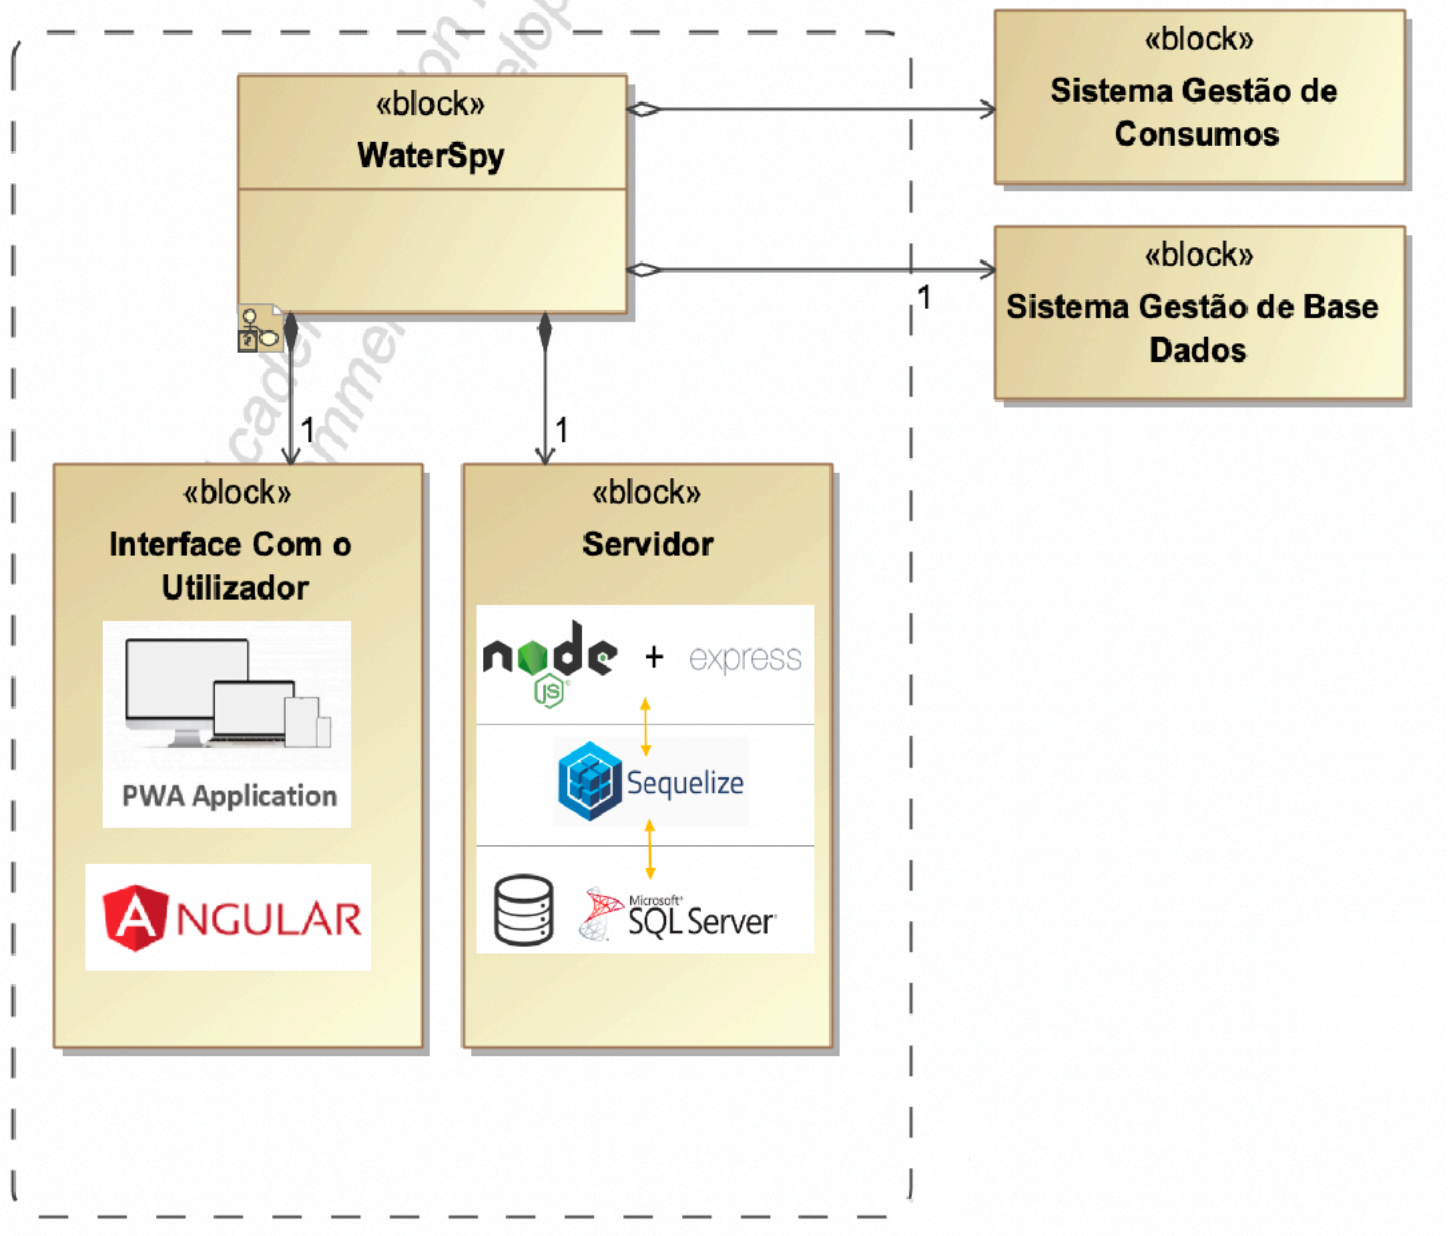 «block»
WaterSpy
«block»
Sistema Gestão de
Consumos
«block»
Sistema Gestão de Base
Dados
1
1
1
«block»
Interface Com o
Utilizador
PWA Application
ANGULAR
«block»
Servidor
node + express
JS
Sequelize
Microsoft
SQL Server